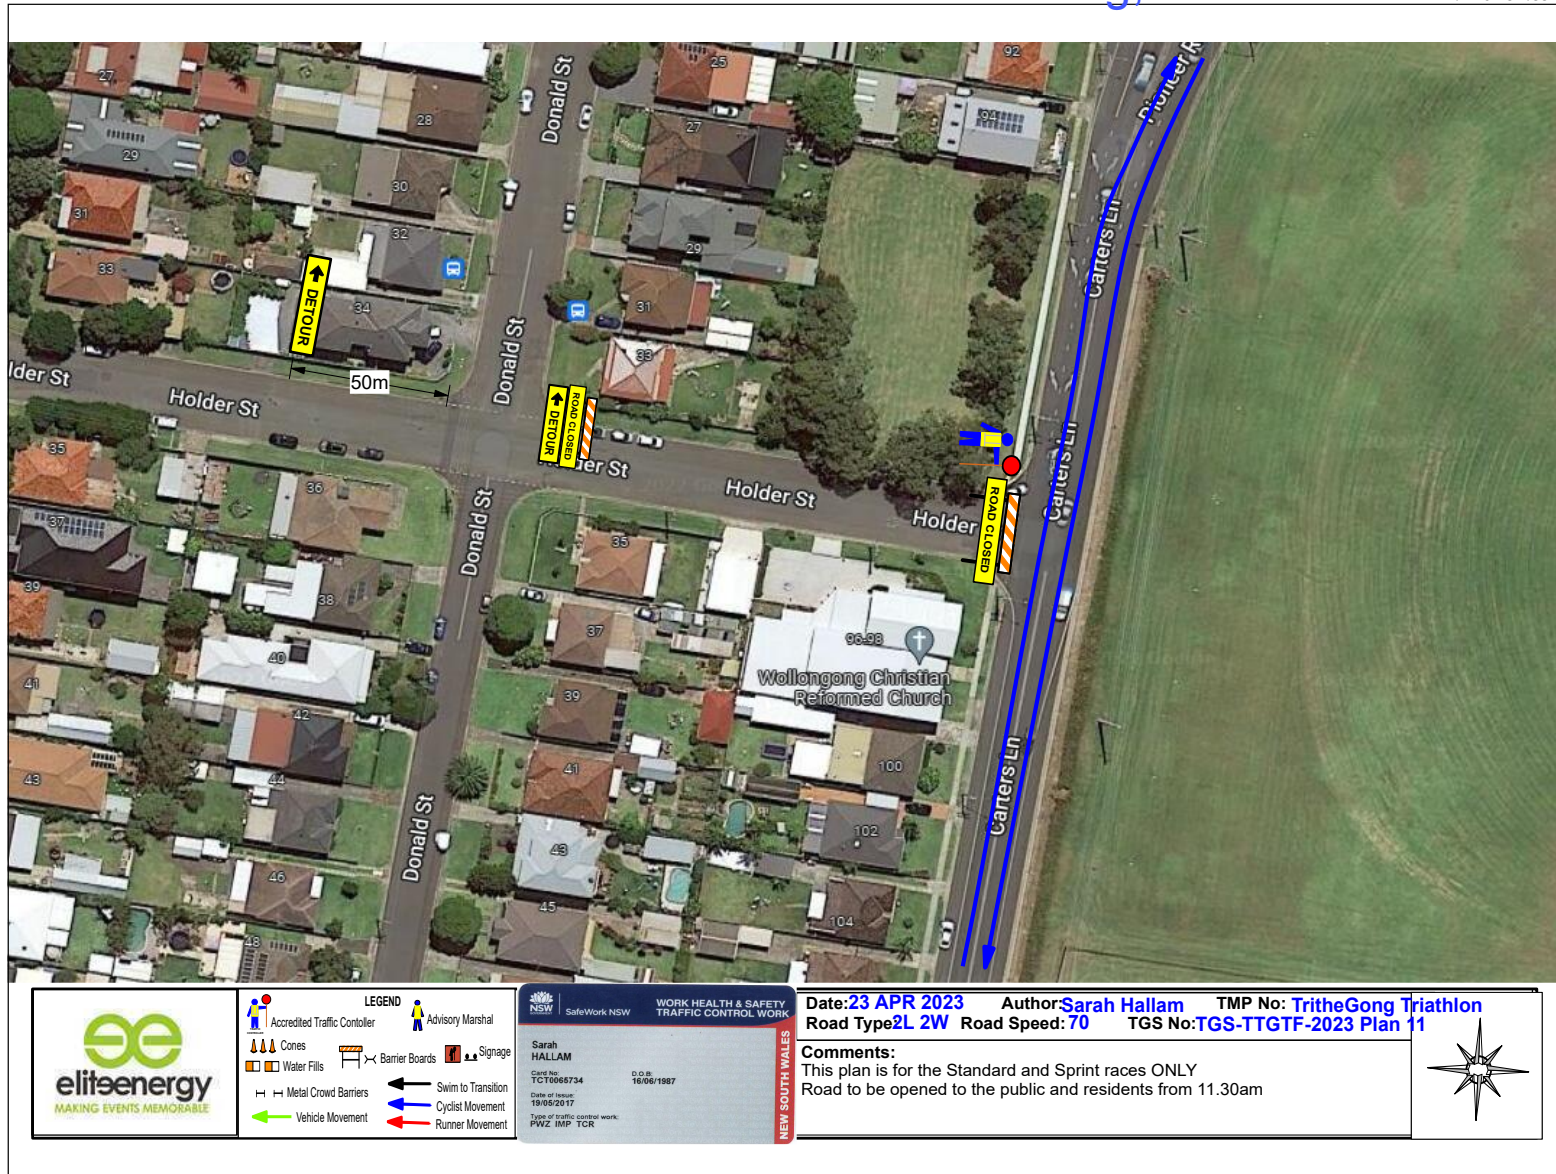 g,
92
27
28
25
27
94
29
30
31
32
29
33
34
31
33
Donald St
Pioneer R
Carters Ln
DETOUR
50m
Donald St
lder St
Holder St
DETOUR
ROAD CLOSED
er St
Holder St
Holder
ROAD CLOSED
Carters Ln
35
36
37
35
Donald St
39
38
37
40
96-98
Wollongong Christian
Reformed Church
41
39
42
43
44
41
100
Carters Ln
Donald St
43
102
46
45
104
48
eliteenergy
MAKING EVENTS MEMORABLE
LEGEND
Accredited Traffic Contoller
Advisory Marshal
Cones
Water Fills
Barrier Boards
Signage
Metal Crowd Barriers
Swim to Transition
Cyclist Movement
Vehicle Movement
Runner Movement
NSW
SafeWork NSW
WORK HEALTH & SAFETY
TRAFFIC CONTROL WORK
Sarah
HALLAM
Card No:
TCT0065734
D.O.B:
16/06/1987
Date of Issue:
19/05/2017
Type of traffic control work:
PWZ IMP TCR
NEW SOUTH WALES
Date:23 APR 2023 Author:Sarah Hallam TMP No: TritheGong Triathlon
Road Type2L 2W Road Speed: 70 TGS No:TGS-TTGTF-2023 Plan 11
Comments:
This plan is for the Standard and Sprint races ONLY
Road to be opened to the public and residents from 11.30am